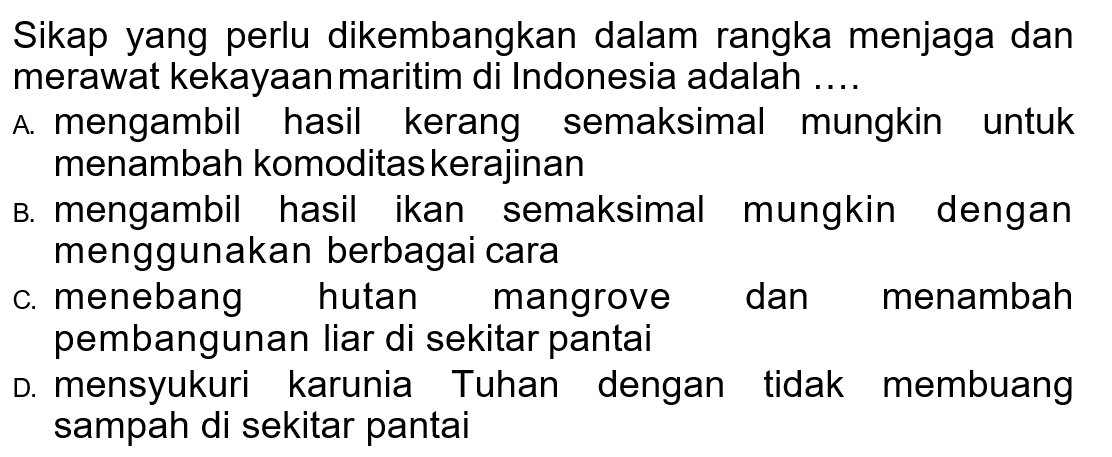 Sikap yang perlu dikembangkan dalam rangka menjaga dan
merawat kekayaan maritim di Indonesia adalah ....
A. mengambil hasil kerang semaksimal mungkin untuk
menambah komoditas kerajinan
B. mengambil hasil ikan semaksimal mungkin dengan
menggunakan berbagai cara
C. menebang hutan mangrove dan menambah
pembangunan liar di sekitar pantai
D. mensyukuri karunia Tuhan dengan tidak membuang
sampah di sekitar pantai